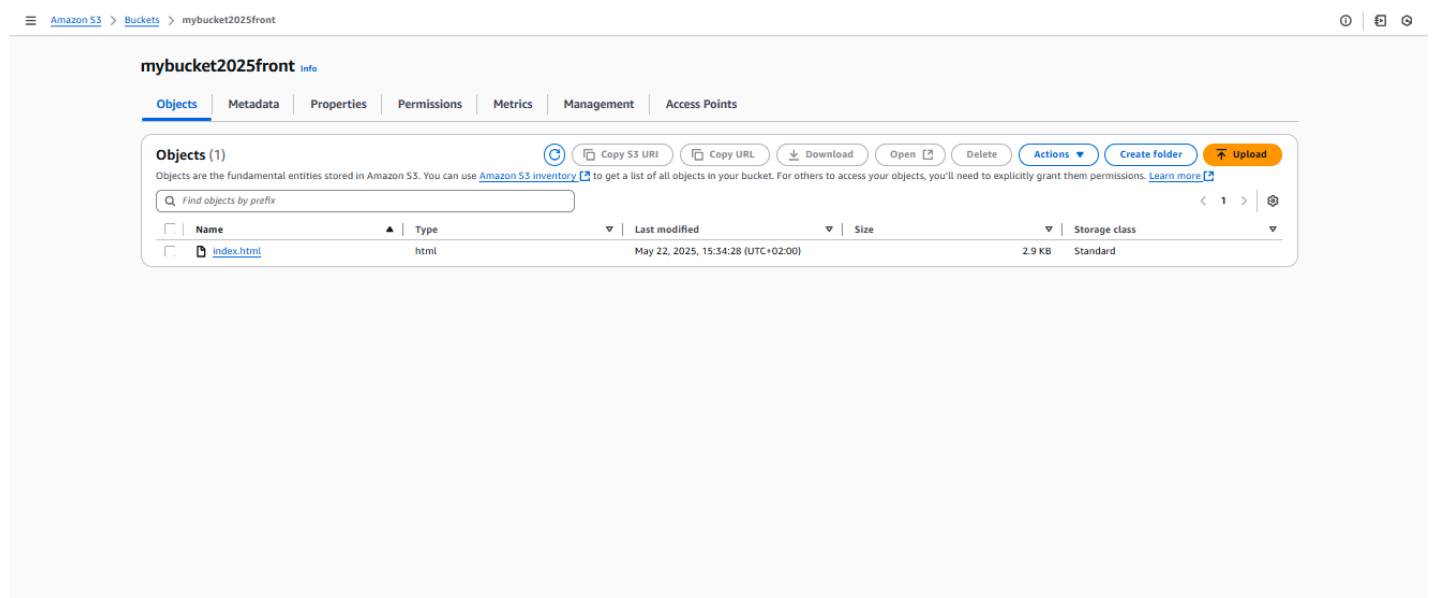 Amazon S3 > Buckets > mybucket2025front
mybucket2025front Info
Objects Metadata Properties Permissions Metrics Management Access Points
Objects (1) Copy S3 URI Copy URL Download Open Delete Actions Create folder Upload
Objects are the fundamental entities stored in Amazon S3. You can use Amazon S3 inventory to get a list of all objects in your bucket. For others to access your objects, you'll need to explicitly grant them permissions. Learn more
Find objects by prefix < 1 >
Name Type Last modified Size Storage class
index.html html May 22, 2025, 15:34:28 (UTC+02:00) 2.9 KB Standard